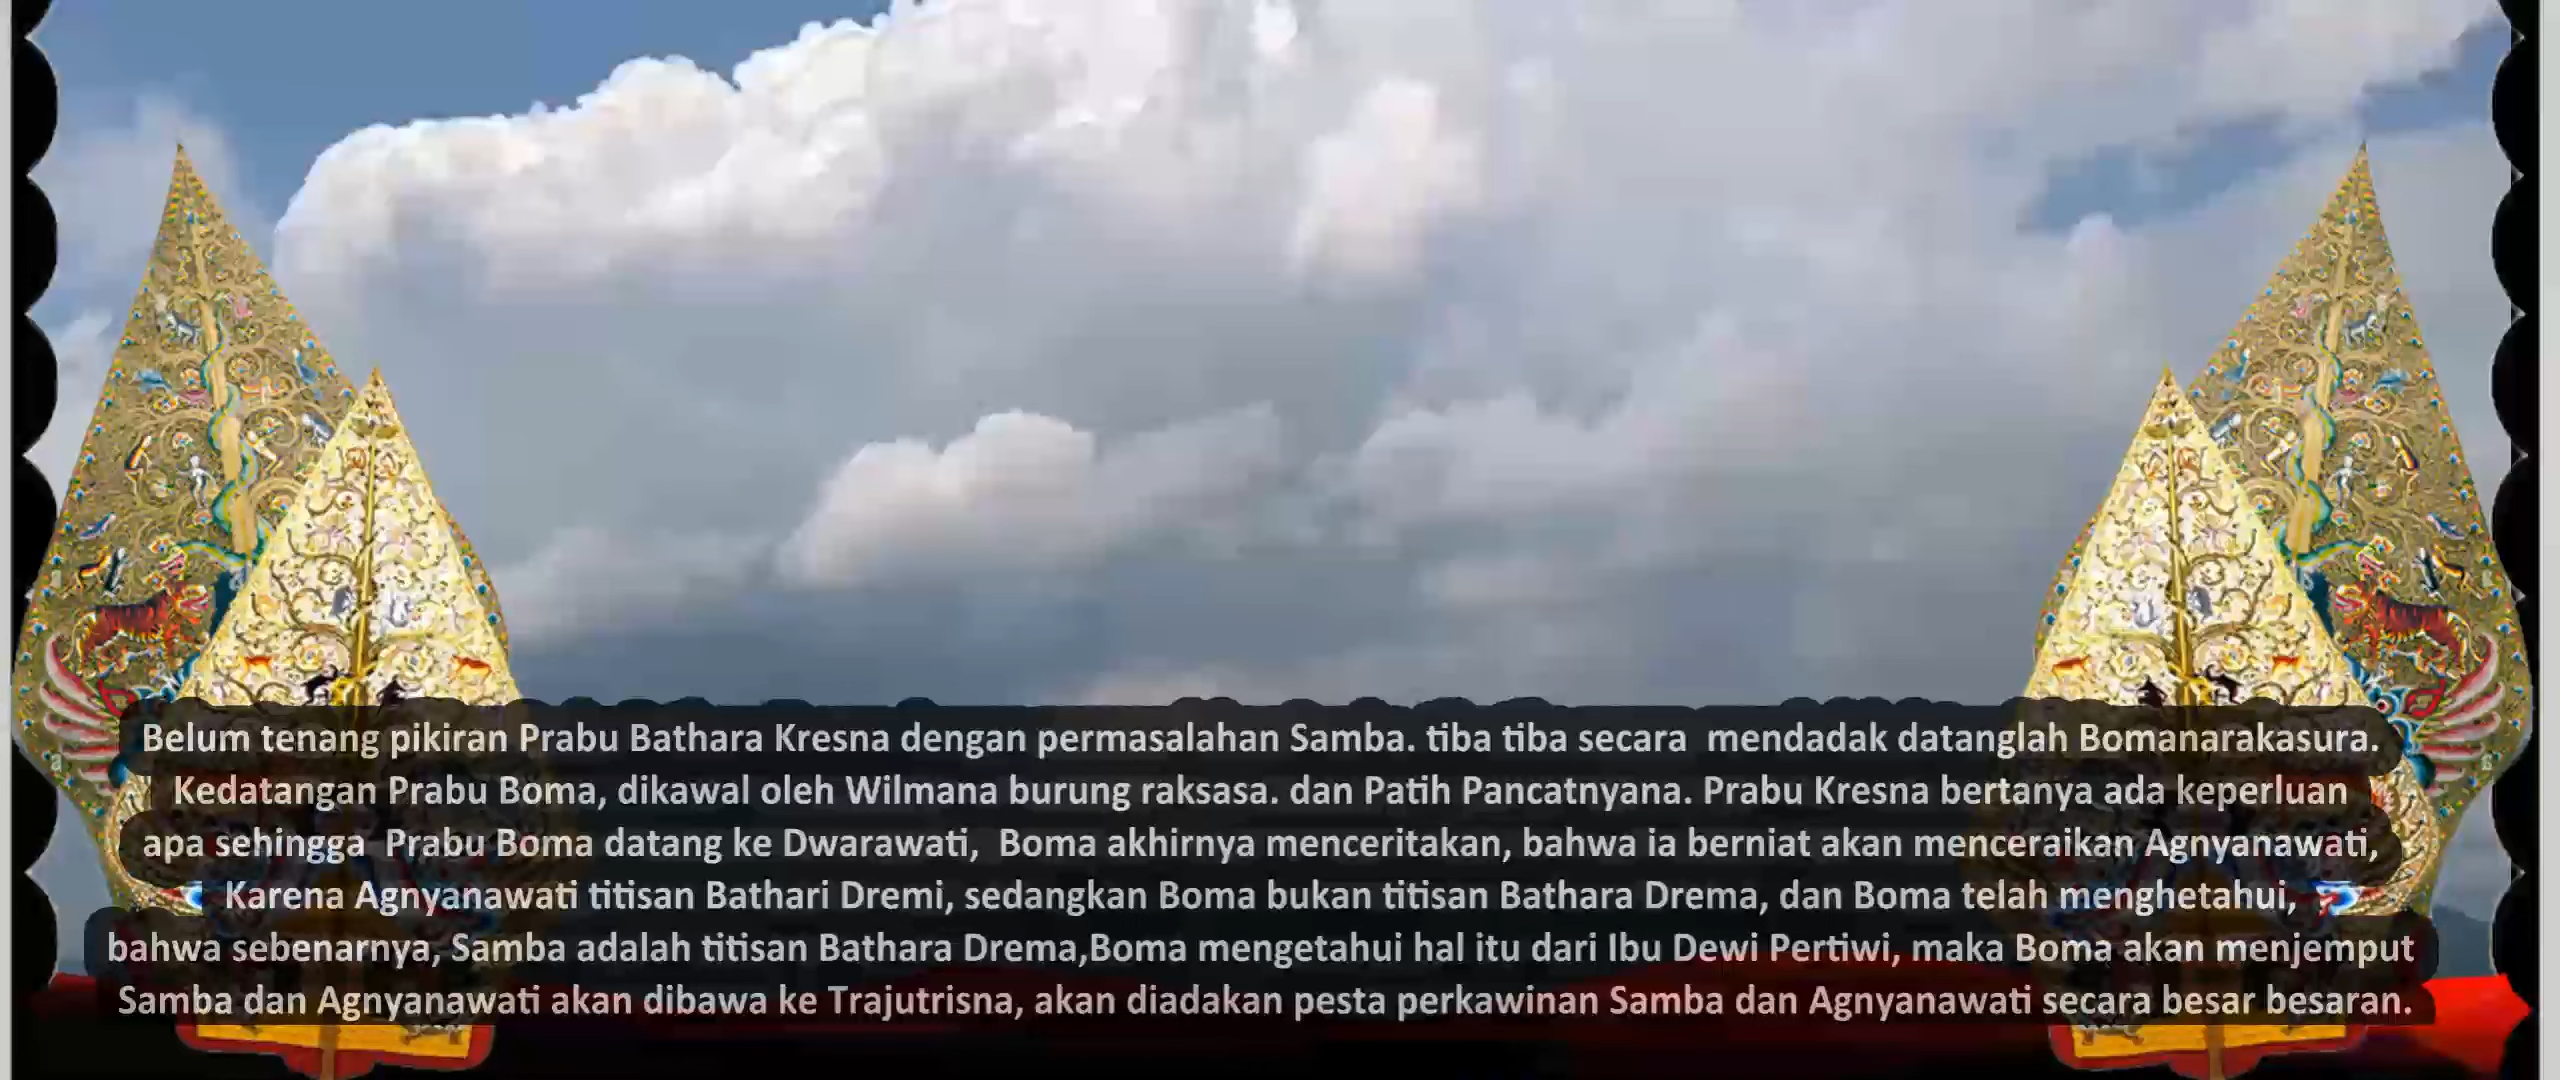 Belum tenang pikiran Prabu Bathara Kresna dengan permasalahan Samba. tiba tiba secara  mendadak datanglah Bomanarakasura.
Kedatangan Prabu Boma, dikawal oleh Wilmana burung raksasa. dan Patih Pancatnyana. Prabu Kresna bertanya ada keperluan
apa sehingga  Prabu Boma datang ke Dwarawati,  Boma akhirnya menceritakan, bahwa ia berniat akan menceraikan Agnyanawati,
Karena Agnyanawati titisan Bathari Dremi, sedangkan Boma bukan titisan Bathara Drema, dan Boma telah menghetahui,
bahwa sebenarnya, Samba adalah titisan Bathara Drema,Boma mengetahui hal itu dari Ibu Dewi Pertiwi, maka Boma akan menjemput
Samba dan Agnyanawati akan dibawa ke Trajutrisna, akan diadakan pesta perkawinan Samba dan Agnyanawati secara besar besaran.